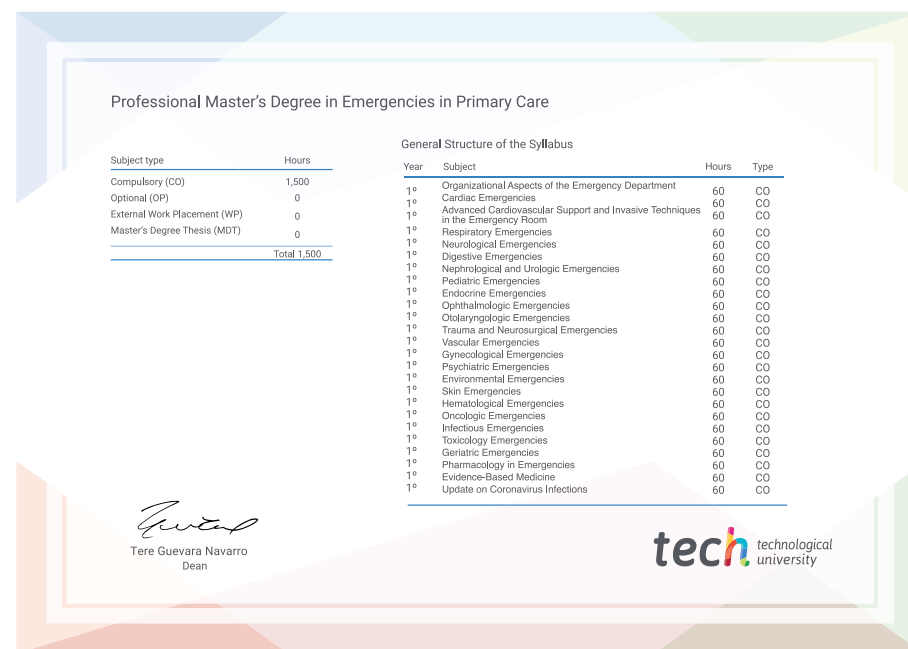 Professional Master's Degree in Emergencies in Primary Care
Subject type Hours
Compulsory (CO) 1,500
Optional (OP) 0
External Work Placement (WP) 0
Master's Degree Thesis (MDT) 0
Total 1,500
General Structure of the Syllabus
Year Subject Hours Type
1º Organizational Aspects of the Emergency Department 60 CO
1º Cardiac Emergencies 60 CO
1º Advanced Cardiovascular Support and Invasive Techniques 60 CO
in the Emergency Room
1º Respiratory Emergencies 60 CO
1º Neurological Emergencies 60 CO
1º Digestive Emergencies 60 CO
1º Nephrological and Urologic Emergencies 60 CO
1º Pediatric Emergencies 60 CO
1º Endocrine Emergencies 60 CO
1º Ophthalmologic Emergencies 60 CO
1º Otolaryngologic Emergencies 60 CO
1º Trauma and Neurosurgical Emergencies 60 CO
1º Vascular Emergencies 60 CO
1º Gynecological Emergencies 60 CO
1º Psychiatric Emergencies 60 CO
1º Environmental Emergencies 60 CO
1º Skin Emergencies 60 CO
1º Hematological Emergencies 60 CO
1º Oncologic Emergencies 60 CO
1º Infectious Emergencies 60 CO
1º Toxicology Emergencies 60 CO
1º Geriatric Emergencies 60 CO
1º Pharmacology in Emergencies 60 CO
1º Evidence-Based Medicine 60 CO
1º Update on Coronavirus Infections 60 CO
Tere Guevara Navarro
Dean
tech technological
university